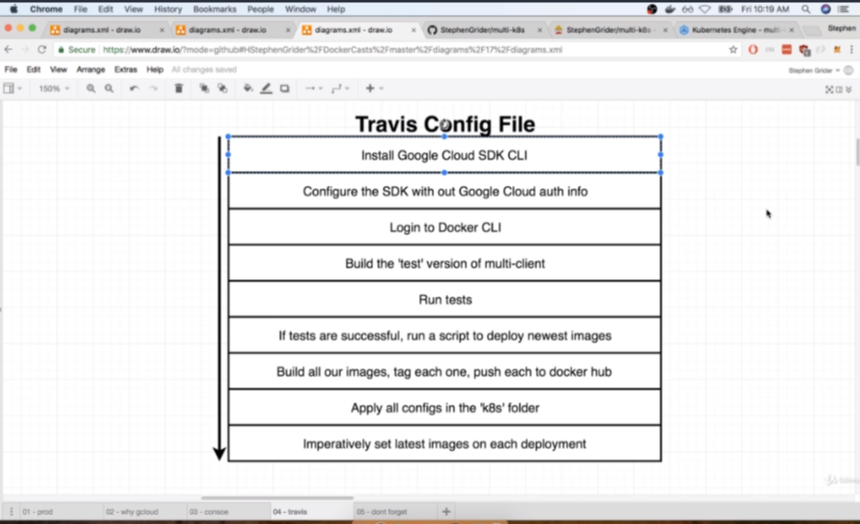 Chrome File Edit View History Bookmarks People Window Help Fri 10:19 AM
diagrams.xml - draw.io diagrams.xml - draw.io diagrams.xml - draw.io StephenGrider/multi-k8s StephenGrider/multi-k8s Kubernetes Engine - multi- Stephen
Secure https://www.draw.io/?mode=github#HStephenGrider%2FDockerCasts%2Fmaster%2Fdiagrams%2F17%2Fdiagrams.xml
File Edit View Arrange Extras Help All changes saved Stephen Grider
150%
Travis Config File
Install Google Cloud SDK CLI
Configure the SDK with out Google Cloud auth info
Login to Docker CLI
Build the 'test' version of multi-client
Run tests
If tests are successful, run a script to deploy newest images
Build all our images, tag each one, push each to docker hub
Apply all configs in the 'k8s' folder
Imperatively set latest images on each deployment
01 - prod 02 - why gcloud 03 - consoe 04 - travis 05 - dont forget